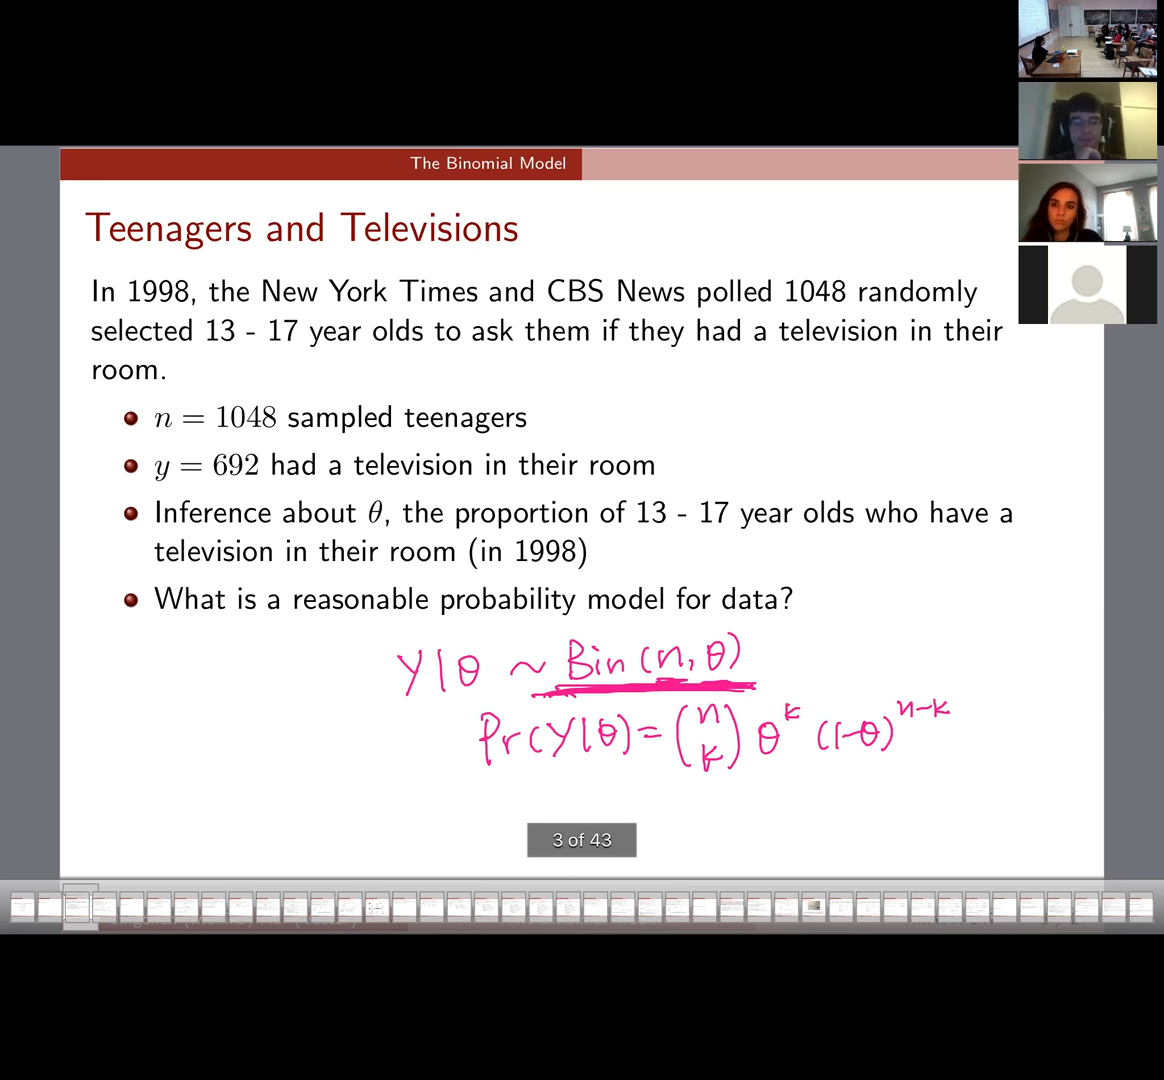 The Binomial Model
Teenagers and Televisions
In 1998, the New York Times and CBS News polled 1048 randomly
selected 13 - 17 year olds to ask them if they had a television in their
room.
n = 1048 sampled teenagers
y = 692 had a television in their room
Inference about θ, the proportion of 13 - 17 year olds who have a
television in their room (in 1998)
What is a reasonable probability model for data?
Y|θ ~ Bin(n, θ)
Pr(Y|θ) = (n k) θ^k (1-θ)^{n-k}
3 of 43